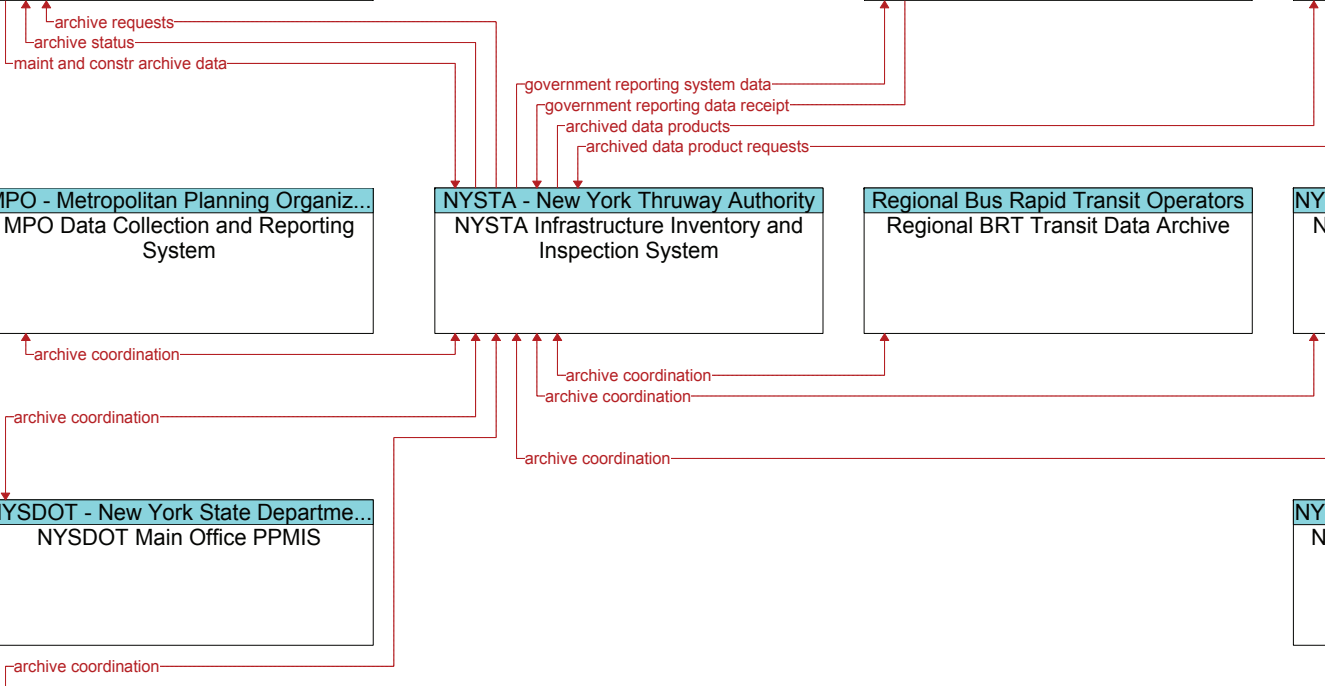 archive requests
archive status
maint and constr archive data
government reporting system data
government reporting data receipt
archived data products
archived data product requests
MPO - Metropolitan Planning Organiz...
MPO Data Collection and Reporting
System
NYSTA - New York Thruway Authority
NYSTA Infrastructure Inventory and
Inspection System
Regional Bus Rapid Transit Operators
Regional BRT Transit Data Archive
NY
N
archive coordination
archive coordination
archive coordination
archive coordination
archive coordination
NYSDOT - New York State Departme...
NYSDOT Main Office PPMIS
NY
N
archive coordination